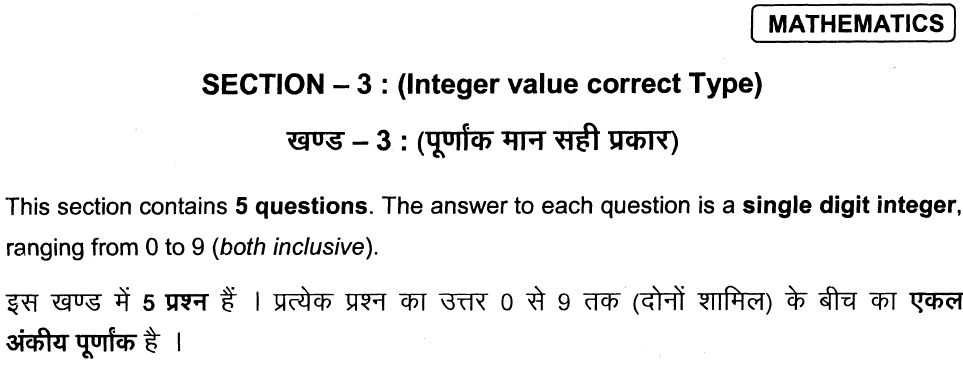 MATHEMATICS
SECTION – 3 : (Integer value correct Type)
खण्ड – 3 : (पूर्णांक मान सही प्रकार)
This section contains 5 questions. The answer to each question is a single digit integer,
ranging from 0 to 9 (both inclusive).
इस खण्ड में 5 प्रश्न हैं । प्रत्येक प्रश्न का उत्तर 0 से 9 तक (दोनों शामिल) के बीच का एकल
अंकीय पूर्णांक है ।